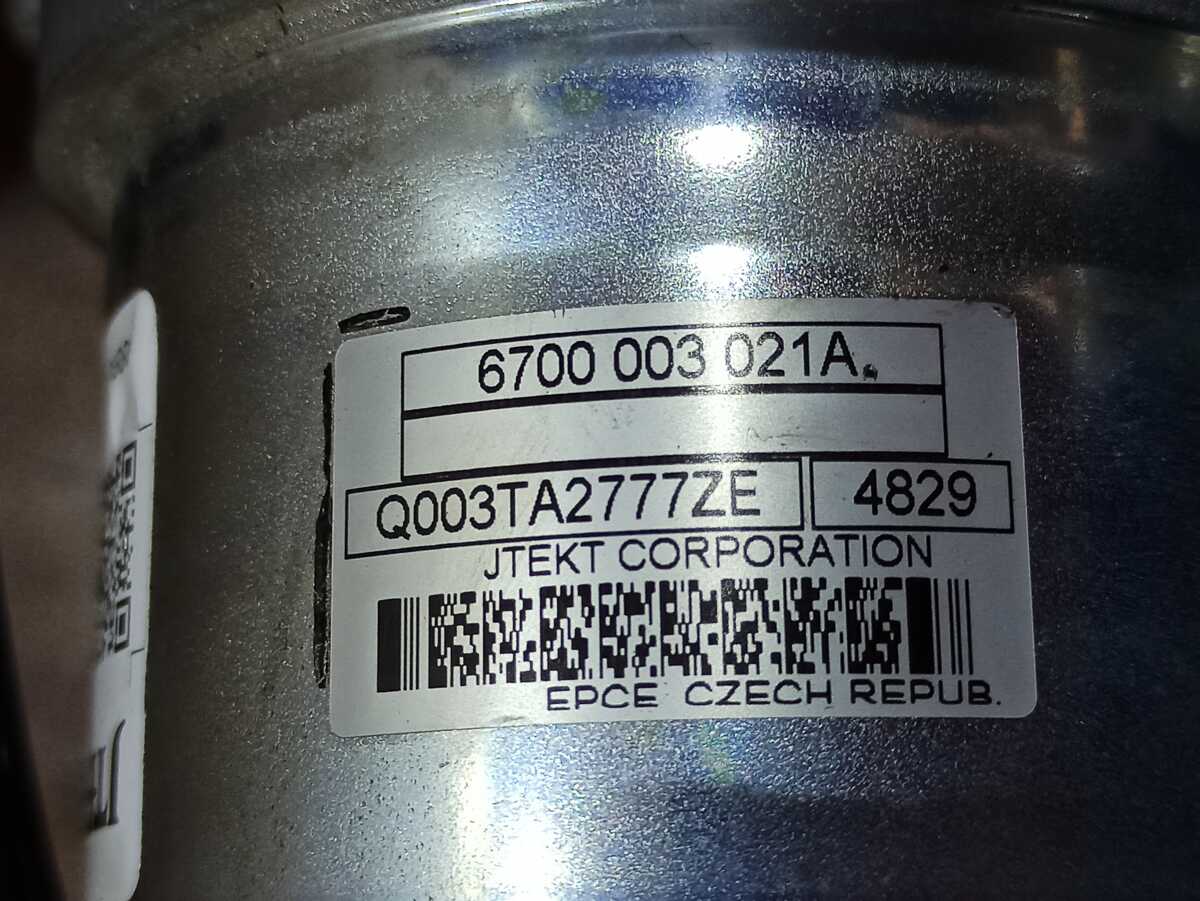 6700 003 021A.
Q003TA2777ZE 4829
JTEKT CORPORATION
EPCE CZECH REPUB.